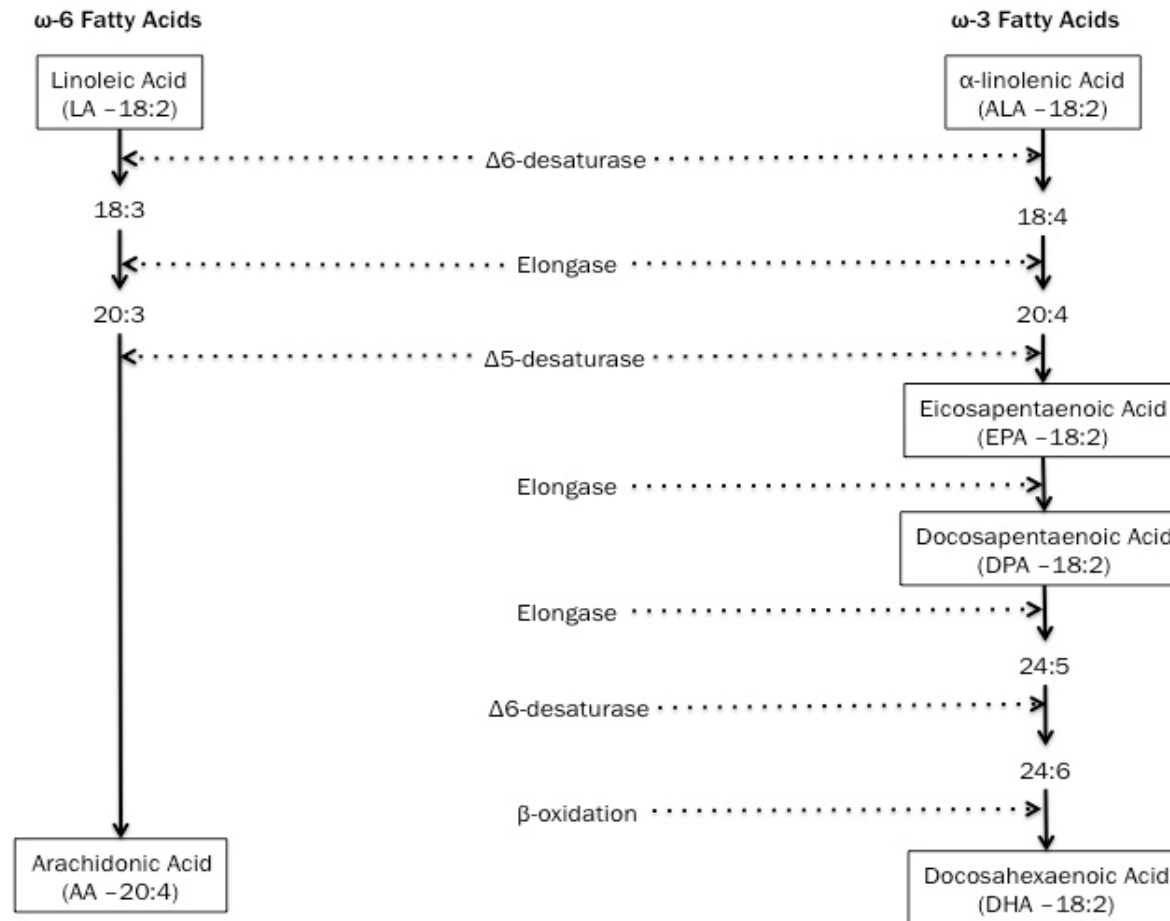 ω-6 Fatty Acids
ω-3 Fatty Acids
Linoleic Acid
(LA –18:2)
α-linolenic Acid
(ALA –18:2)
Δ6-desaturase
18:3
18:4
Elongase
20:3
20:4
Δ5-desaturase
Eicosapentaenoic Acid
(EPA –18:2)
Elongase
Docosapentaenoic Acid
(DPA –18:2)
Elongase
24:5
Δ6-desaturase
24:6
β-oxidation
Arachidonic Acid
(AA –20:4)
Docosahexaenoic Acid
(DHA –18:2)